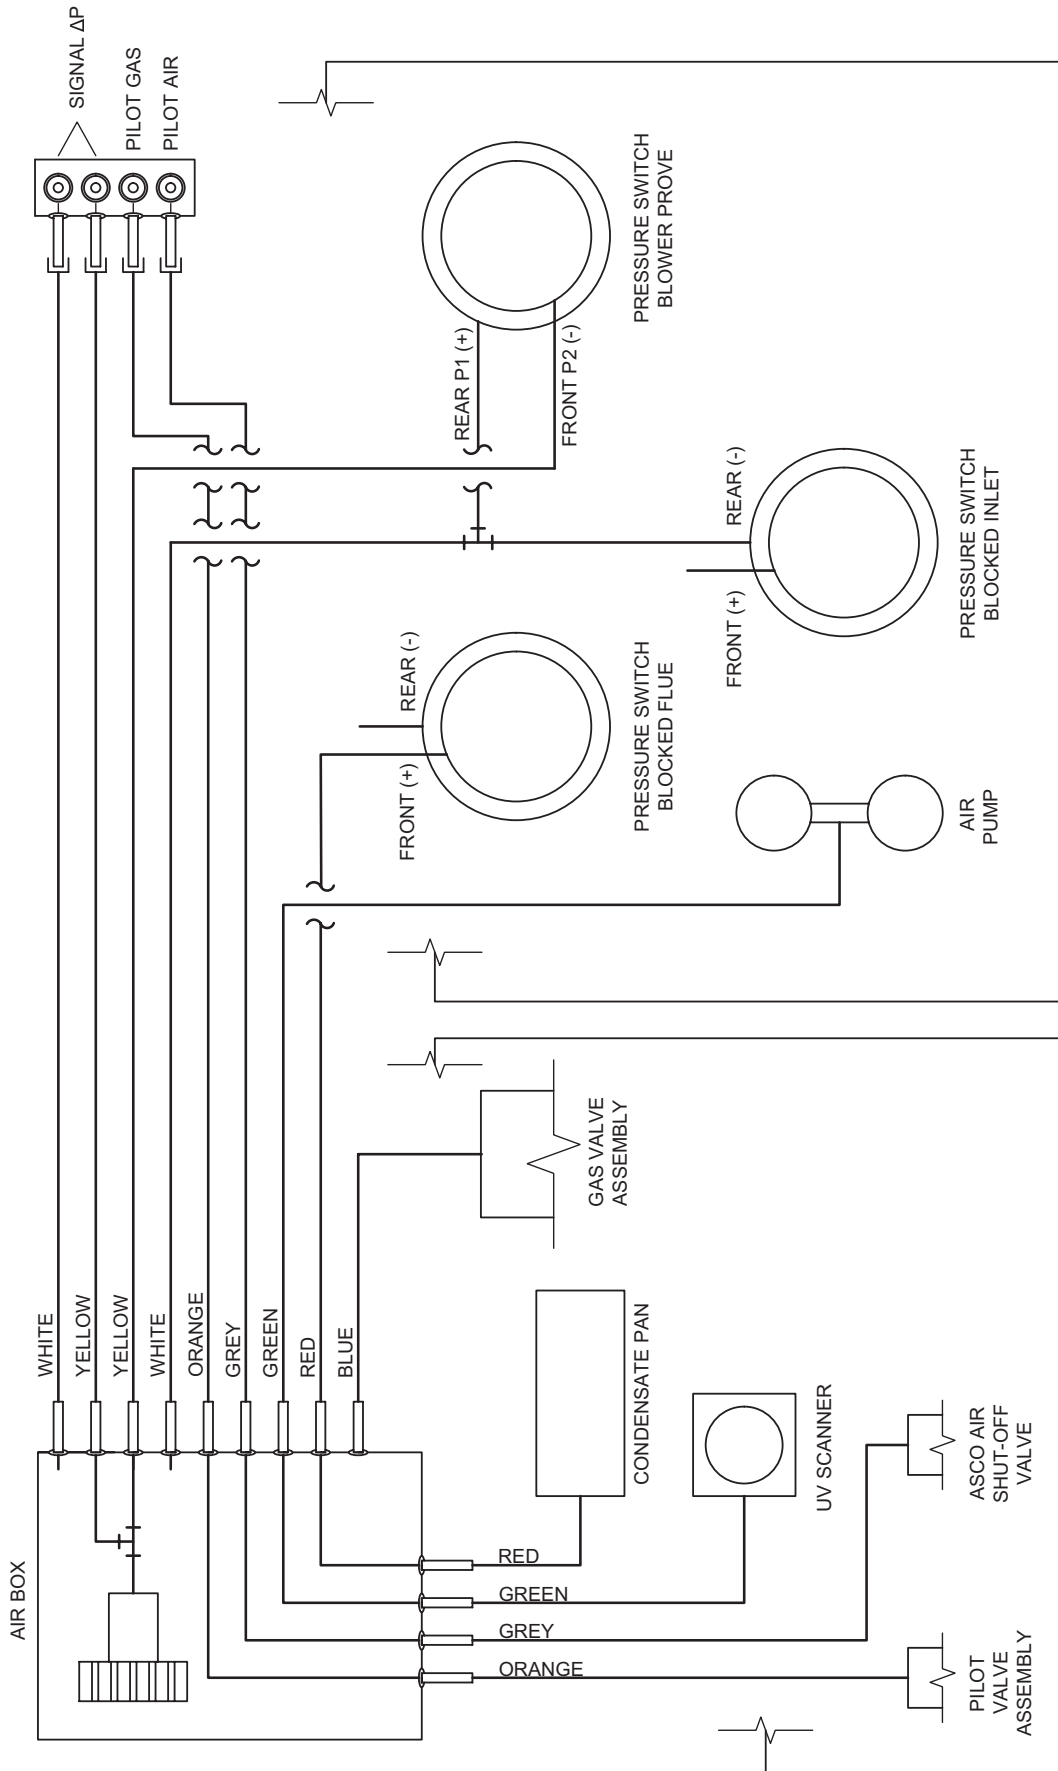 AIR BOX
WHITE
YELLOW
YELLOW
WHITE
ORANGE
GREY
GREEN
RED
BLUE
SIGNAL ΔP
PILOT GAS
PILOT AIR
RED
GREEN
GREY
ORANGE
CONDENSATE PAN
UV SCANNER
PILOT
VALVE
ASSEMBLY
ASCO AIR
SHUT-OFF
VALVE
GAS VALVE
ASSEMBLY
FRONT (+)
REAR (-)
PRESSURE SWITCH
BLOCKED FLUE
AIR
PUMP
FRONT (+)
REAR (-)
PRESSURE SWITCH
BLOCKED INLET
REAR P1 (+)
FRONT P2 (-)
PRESSURE SWITCH
BLOWER PROVE